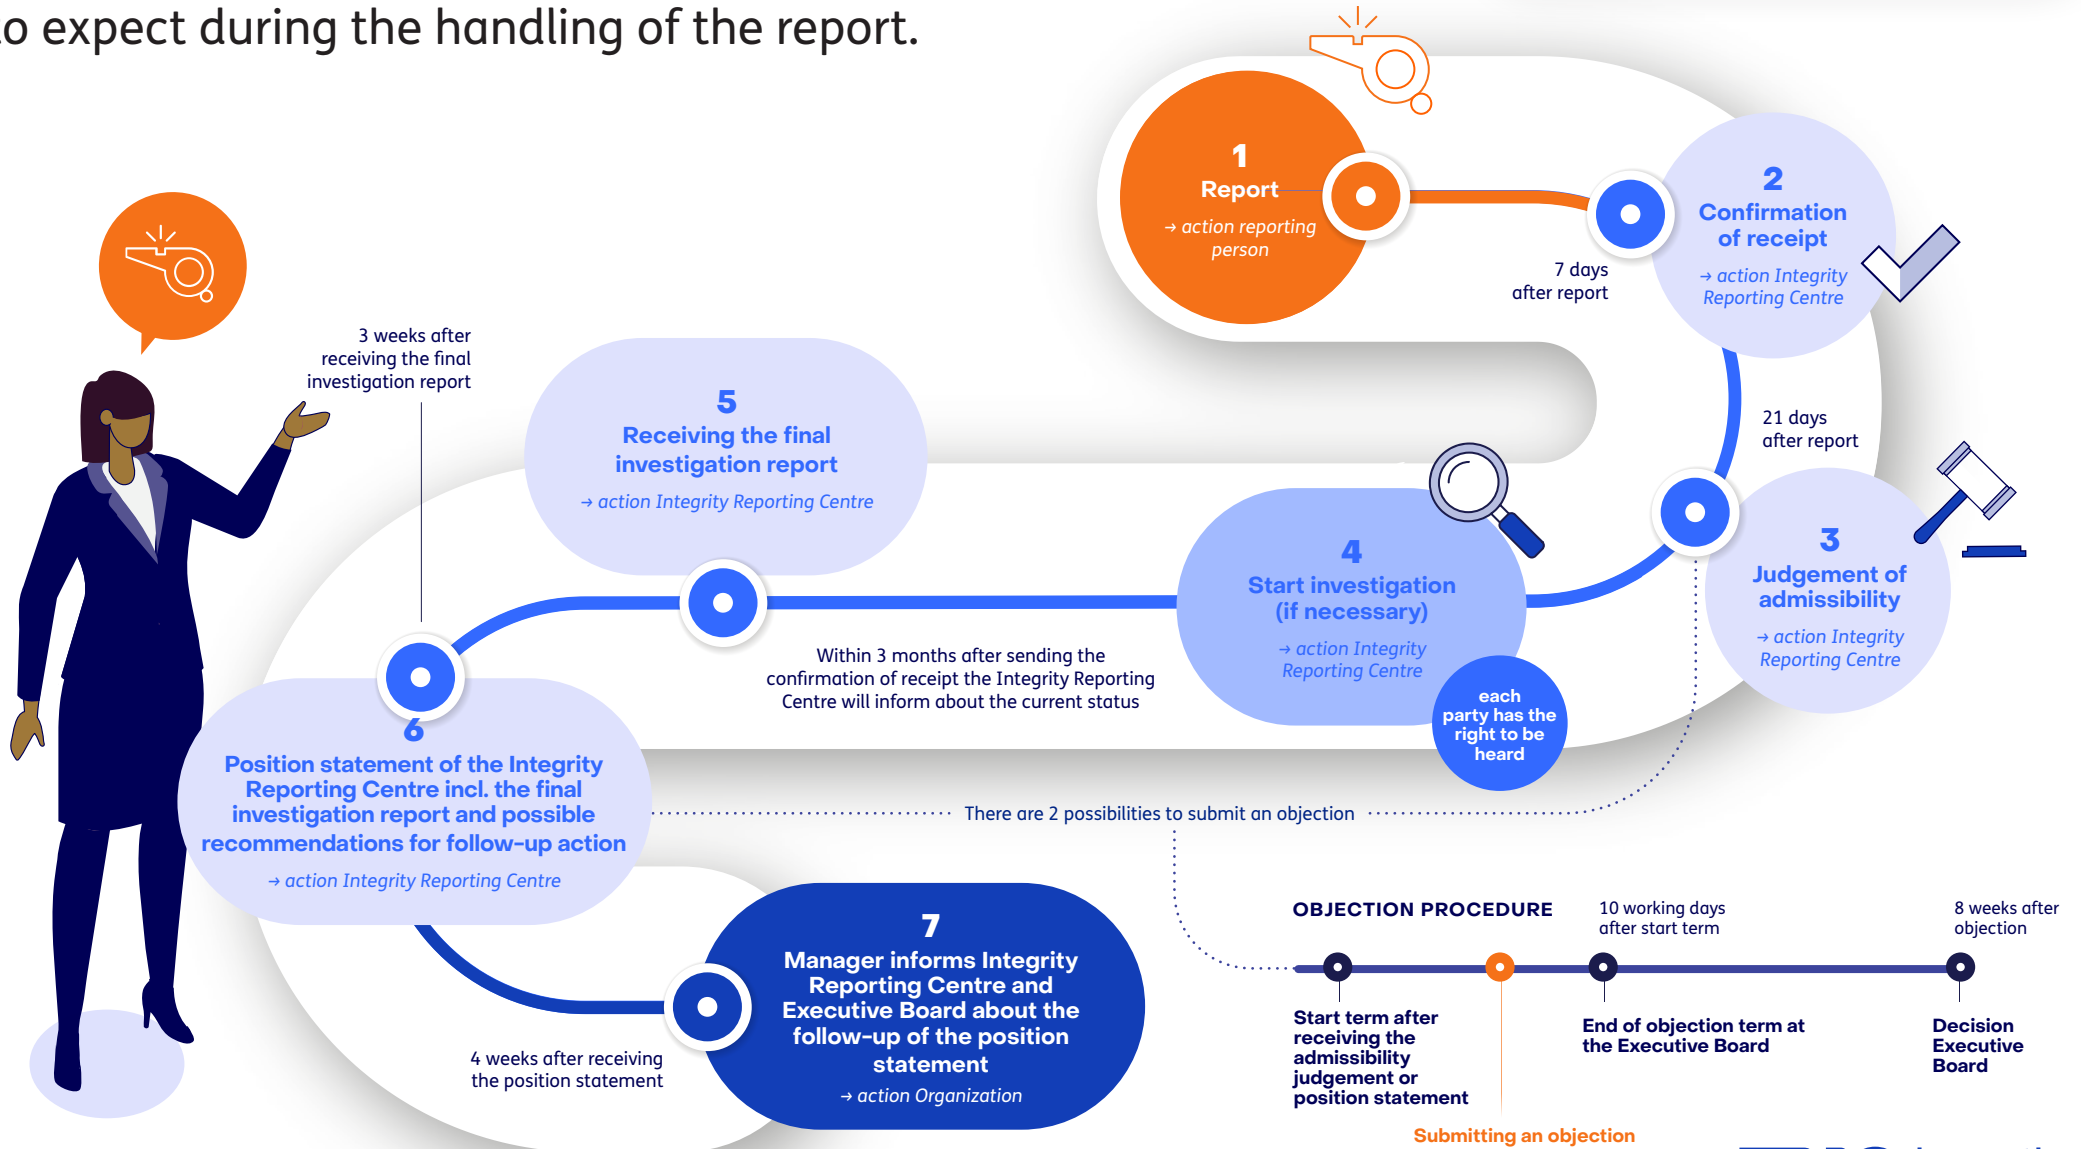 to expect during the handling of the report.
1
Report
→ action reporting
person
7 days
after report
2
Confirmation
of receipt
→ action Integrity
Reporting Centre
21 days
after report
3
Judgement of
admissibility
→ action Integrity
Reporting Centre
4
Start investigation
(if necessary)
→ action Integrity
Reporting Centre
each
party has the
right to be
heard
Within 3 months after sending the
confirmation of receipt the Integrity Reporting
Centre will inform about the current status
5
Receiving the final
investigation report
→ action Integrity Reporting Centre
3 weeks after
receiving the final
investigation report
6
Position statement of the Integrity
Reporting Centre incl. the final
investigation report and possible
recommendations for follow-up action
→ action Integrity Reporting Centre
There are 2 possibilities to submit an objection
4 weeks after receiving
the position statement
7
Manager informs Integrity
Reporting Centre and
Executive Board about the
follow-up of the position
statement
→ action Organization
OBJECTION PROCEDURE
10 working days
after start term
8 weeks after
objection
Start term after
receiving the
admissibility
judgement or
position statement
Submitting an objection
End of objection term at
the Executive Board
Decision
Executive
Board